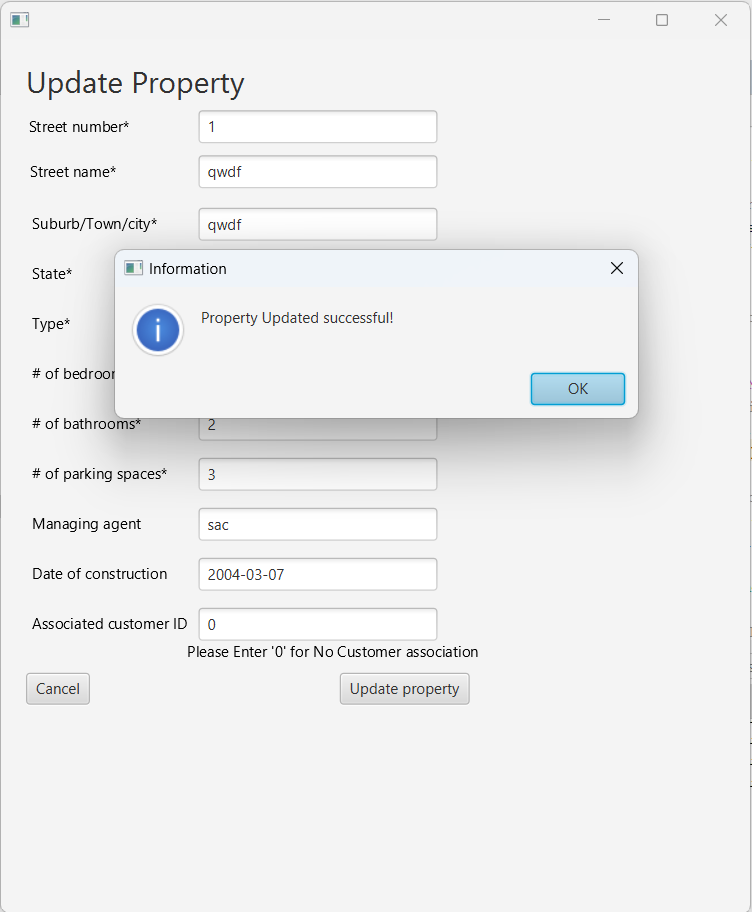 Update Property
Street number* 1
Street name* qwdf
Suburb/Town/city* qwdf
State*
Information
Type*
Property Updated successful!
# of
OK
# of bathrooms* 2
# of parking spaces* 3
Managing agent sac
Date of construction 2004-03-07
Associated customer ID 0
Please Enter '0' for No Customer association
Cancel Update property